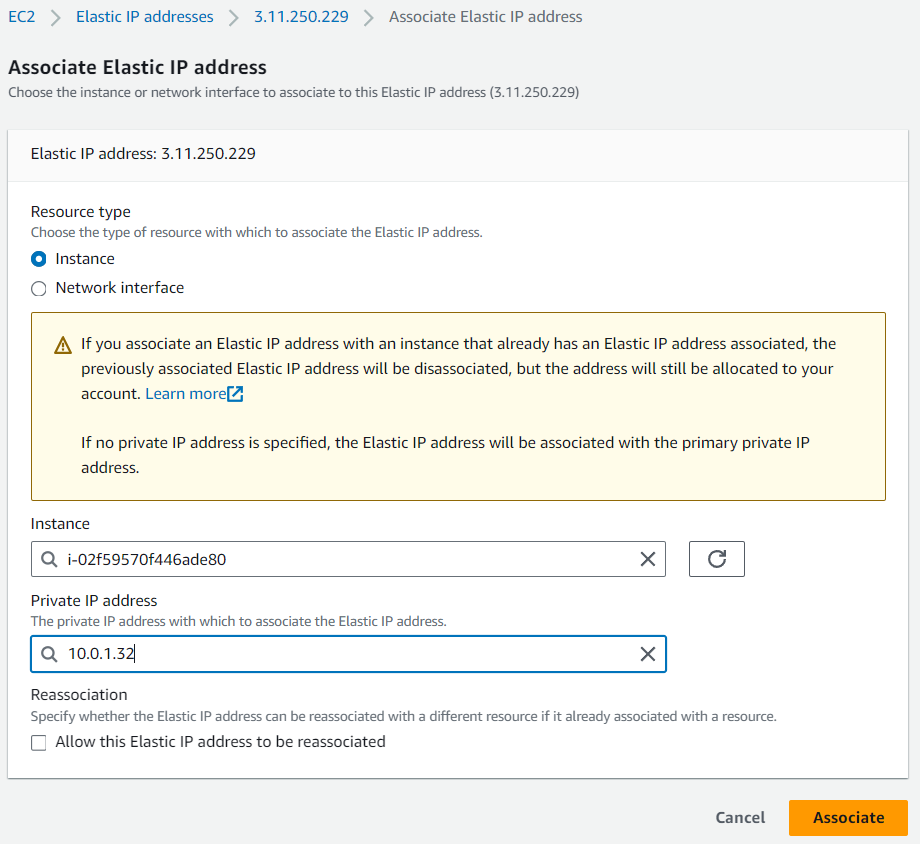 EC2 > Elastic IP addresses > 3.11.250.229 > Associate Elastic IP address
Associate Elastic IP address
Choose the instance or network interface to associate to this Elastic IP address (3.11.250.229)
Elastic IP address: 3.11.250.229
Resource type
Choose the type of resource with which to associate the Elastic IP address.
Instance
Network interface
If you associate an Elastic IP address with an instance that already has an Elastic IP address associated, the
previously associated Elastic IP address will be disassociated, but the address will still be allocated to your
account. Learn more
If no private IP address is specified, the Elastic IP address will be associated with the primary private IP
address.
Instance
i-02f59570f446ade80
Private IP address
The private IP address with which to associate the Elastic IP address.
10.0.1.32
Reassociation
Specify whether the Elastic IP address can be reassociated with a different resource if it already associated with a resource.
Allow this Elastic IP address to be reassociated
Cancel Associate